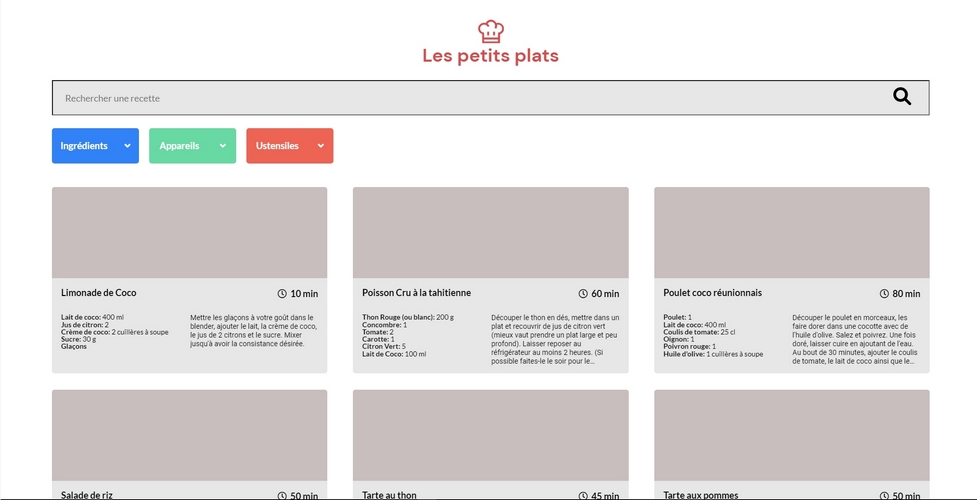 Les petits plats
Rechercher une recette
Ingrédients
Appareils
Ustensiles
Limonade de Coco
10 min
Lait de coco: 400 ml
Jus de citron: 2
Crème de coco: 2 cuillères à soupe
Sucre: 30 g
Glaçons
Mettre les glaçons à votre goût dans le
blender, ajouter le lait, la crème de coco,
le jus de 2 citrons et le sucre. Mixer
jusqu'à avoir la consistance désirée.
Poisson Cru à la tahitienne
60 min
Thon Rouge (ou blanc): 200 g
Concombre: 1
Tomate: 2
Carotte: 1
Citron Vert: 5
Lait de Coco: 100 ml
Découper le thon en dés, mettre dans un
plat et recouvrir de jus de citron vert
(mieux vaut prendre un plat large et peu
profond). Laisser reposer au
réfrigérateur au moins 2 heures. (Si
possible faites-le le soir pour le...
Poulet coco réunionnais
80 min
Poulet: 1
Lait de coco: 400 ml
Coulis de tomate: 25 cl
Oignon: 1
Poivron rouge: 1
Huile d'olive: 1 cuillères à soupe
Découper le poulet en morceaux, les
faire dorer dans une cocotte avec de
l'huile d'olive. Salez et poivrez. Une fois
doré, laisser cuire en ajoutant de l'eau.
Au bout de 30 minutes, ajouter le coulis
de tomate, le lait de coco ainsi que le...
Salade de riz
50 min
Tarte au thon
45 min
Tarte aux pommes
50 min